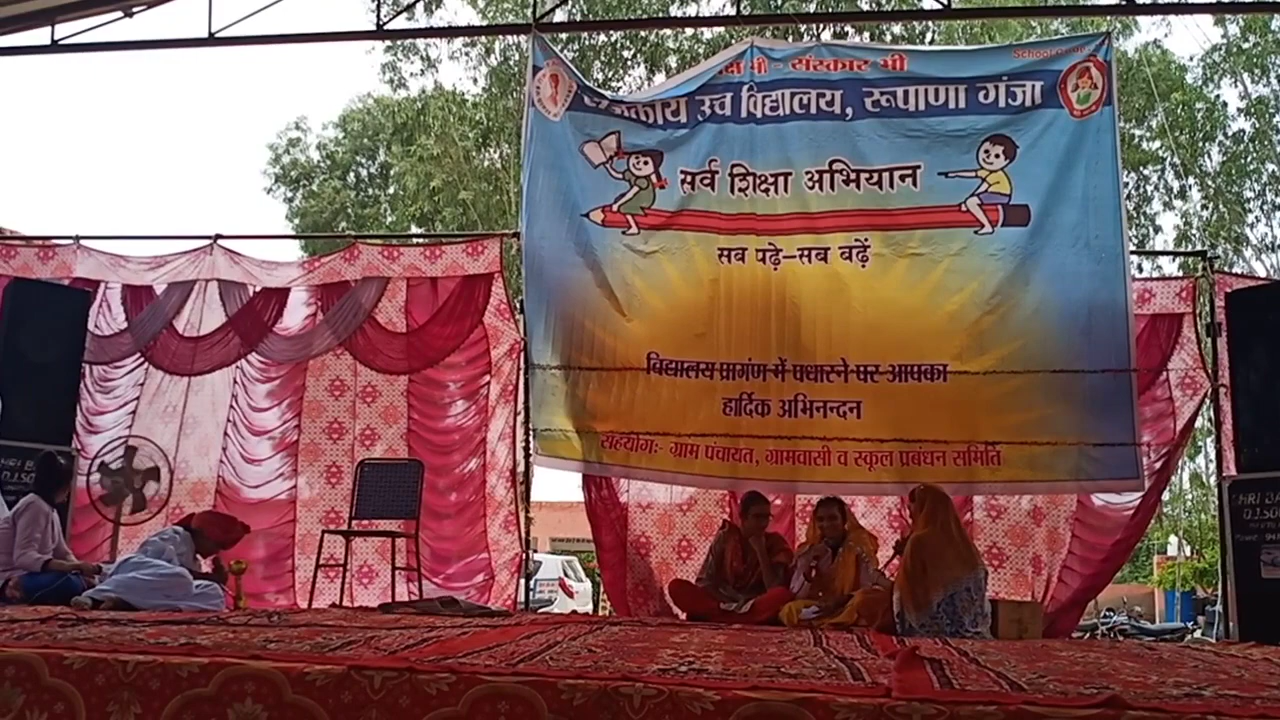 भी - संस्कार भी
उच विद्यालय, रूपाणा गंजा
सर्व शिक्षा अभियान
सब पढ़े-सब बढ़ें
विद्यालय प्रागंण में पधारने पर आपका
हार्दिक अभिनन्दन
सहयोग:- ग्राम पंचायत, ग्रामवासी व स्कूल प्रबंधन समिति